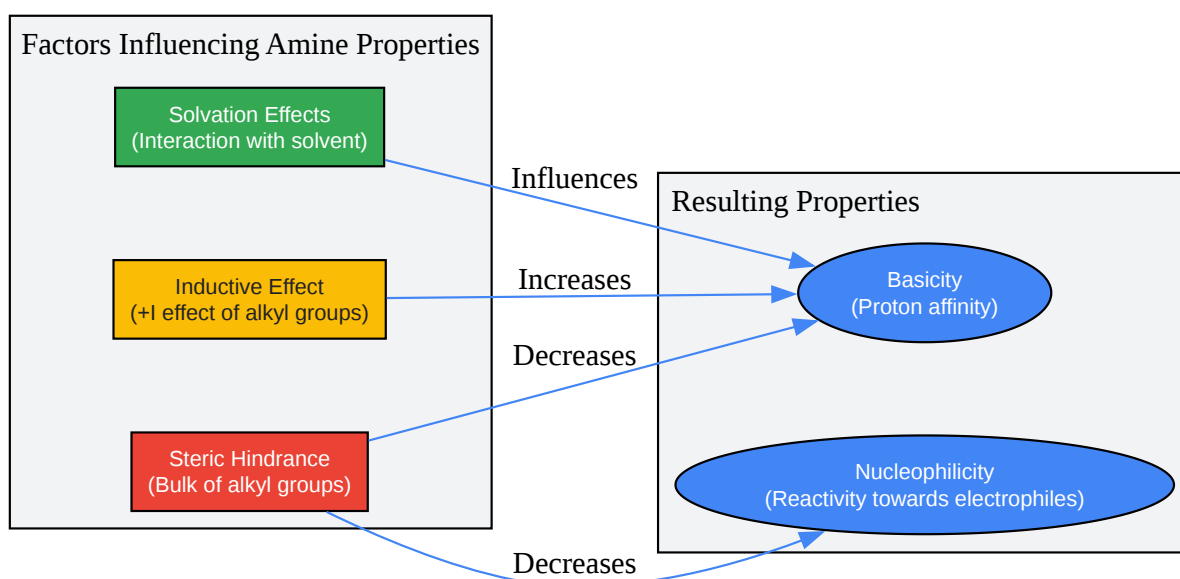 Factors Influencing Amine Properties
Solvation Effects
(Interaction with solvent)
Inductive Effect
(+I effect of alkyl groups)
Steric Hindrance
(Bulk of alkyl groups)
Influences
Increases
Decreases
Decreases
Resulting Properties
Basicity
(Proton affinity)
Nucleophilicity
(Reactivity towards electrophiles)